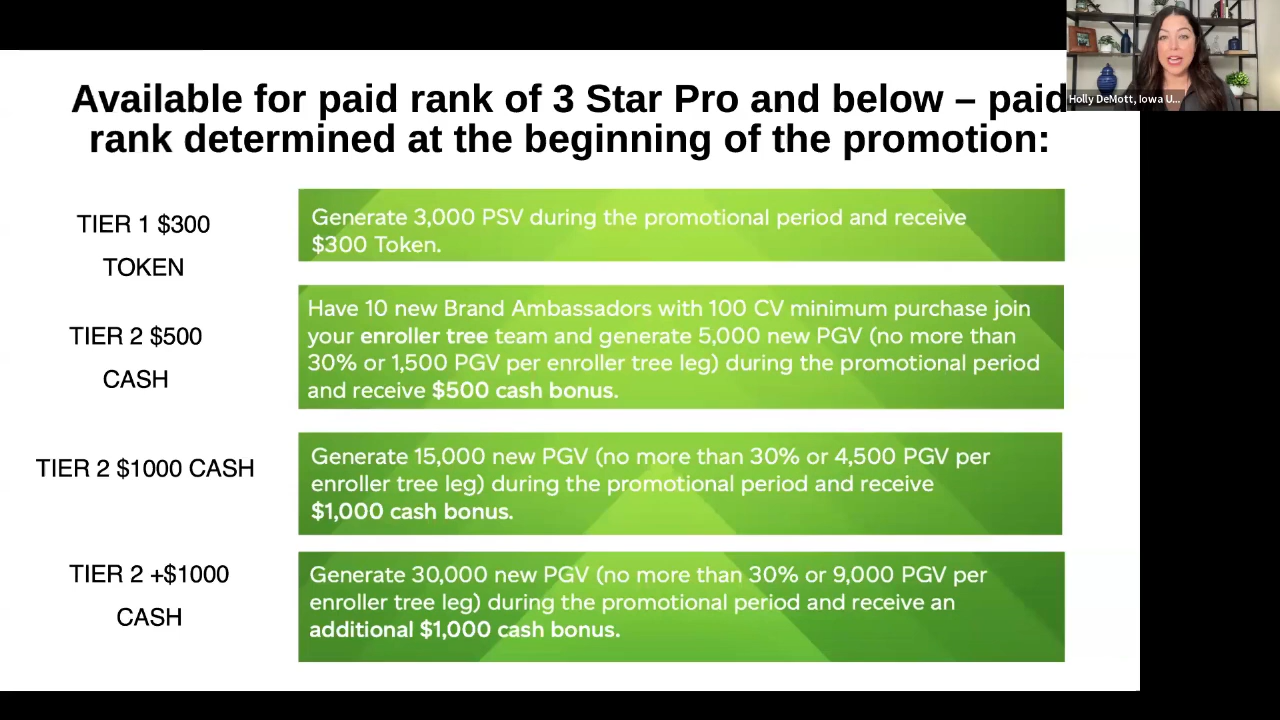 Available for paid rank of 3 Star Pro and below – paid
rank determined at the beginning of the promotion:
Holly DeMott, Iowa U...
TIER 1 $300
TOKEN
Generate 3,000 PSV during the promotional period and receive
$300 Token.
TIER 2 $500
CASH
Have 10 new Brand Ambassadors with 100 CV minimum purchase join
your enroller tree team and generate 5,000 new PGV (no more than
30% or 1,500 PGV per enroller tree leg) during the promotional period
and receive $500 cash bonus.
TIER 2 $1000 CASH
Generate 15,000 new PGV (no more than 30% or 4,500 PGV per
enroller tree leg) during the promotional period and receive
$1,000 cash bonus.
TIER 2 +$1000
CASH
Generate 30,000 new PGV (no more than 30% or 9,000 PGV per
enroller tree leg) during the promotional period and receive an
additional $1,000 cash bonus.